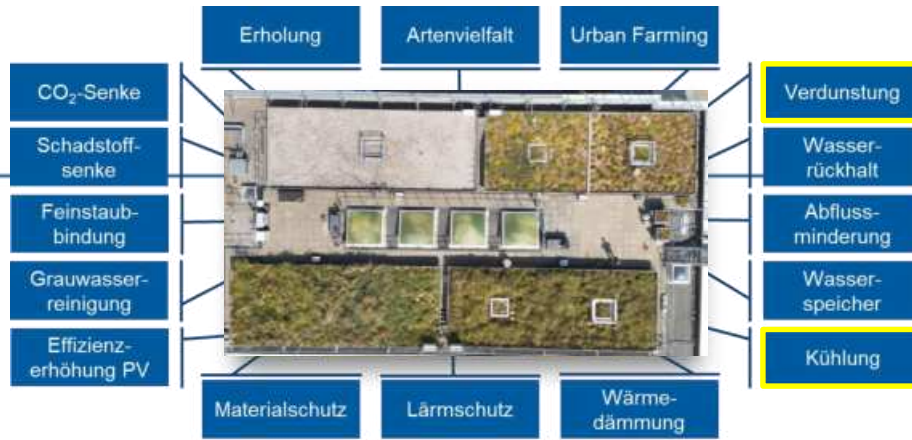 Erholung
Artenvielfalt
Urban Farming
CO₂-Senke
Verdunstung
Schadstoff-
senke
Wasser-
rückhalt
Feinstaub-
bindung
Abfluss-
minderung
Grauwasser-
reinigung
Wasser-
speicher
Effizienz-
erhöhung PV
Kühlung
Materialschutz
Lärmschutz
Wärme-
dämmung